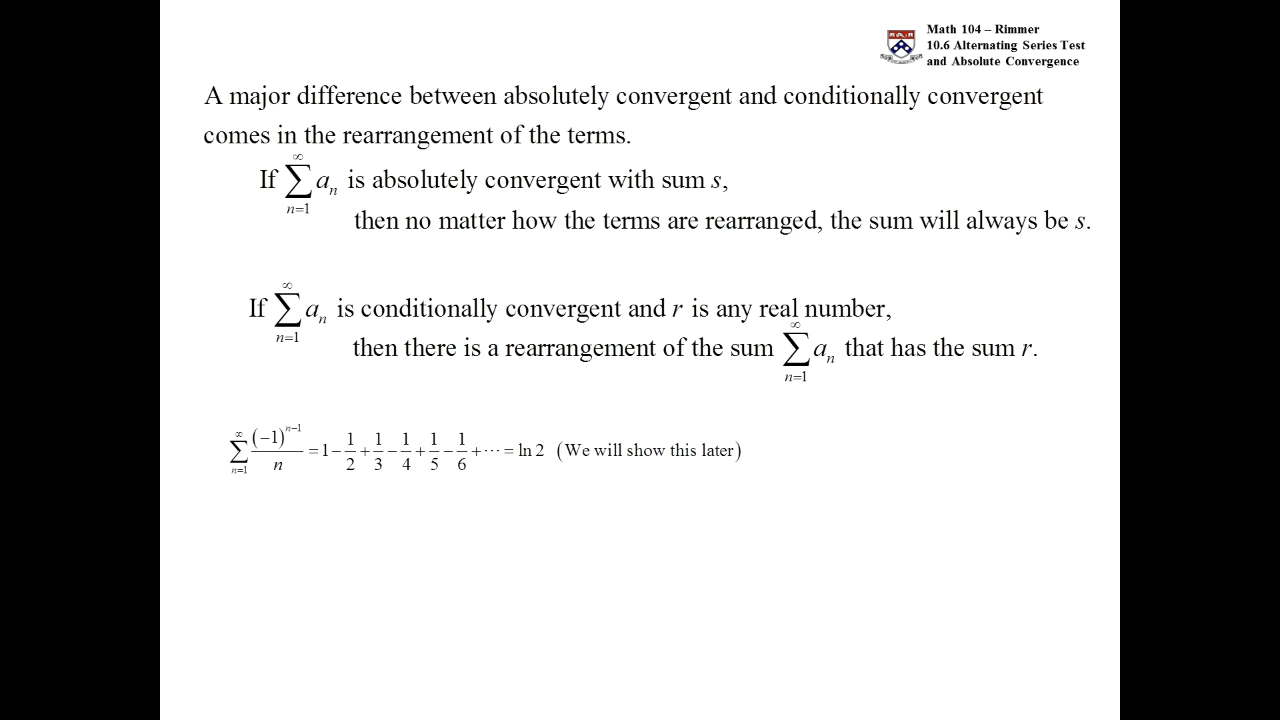 Math 104 – Rimmer
10.6 Alternating Series Test
and Absolute Convergence
A major difference between absolutely convergent and conditionally convergent
comes in the rearrangement of the terms.
If ∑_{n=1}^{∞} a_n is absolutely convergent with sum s,
then no matter how the terms are rearranged, the sum will always be s.
If ∑_{n=1}^{∞} a_n is conditionally convergent and r is any real number,
then there is a rearrangement of the sum ∑_{n=1}^{∞} a_n that has the sum r.
∑_{n=1}^{∞} (−1)^{n−1}/n = 1 − 1/2 + 1/3 − 1/4 + 1/5 − 1/6 + ⋯ = ln 2 (We will show this later)